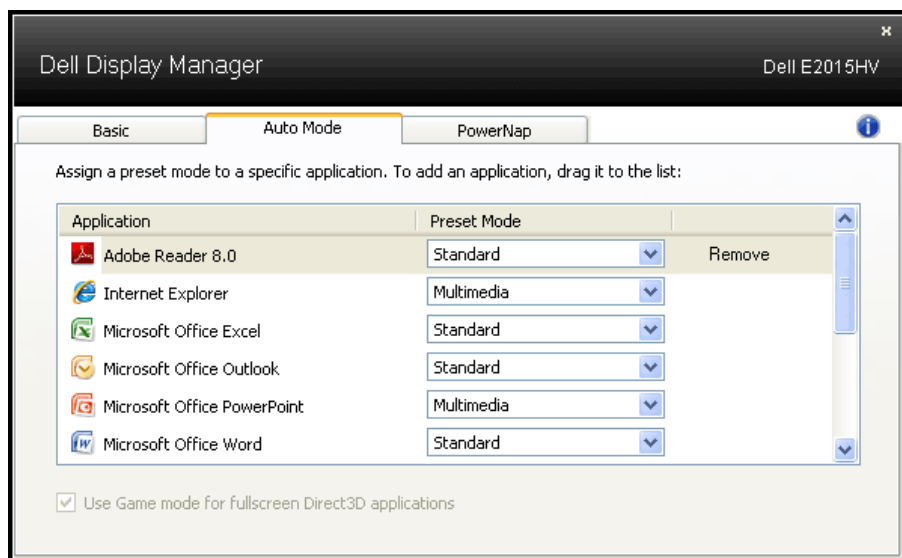 x
Dell Display Manager Dell E2015HV
Basic Auto Mode PowerNap i
Assign a preset mode to a specific application. To add an application, drag it to the list:
Application Preset Mode
Adobe Reader 8.0 Standard Remove
Internet Explorer Multimedia
Microsoft Office Excel Standard
Microsoft Office Outlook Standard
Microsoft Office PowerPoint Multimedia
Microsoft Office Word Standard
Use Game mode for fullscreen Direct3D applications